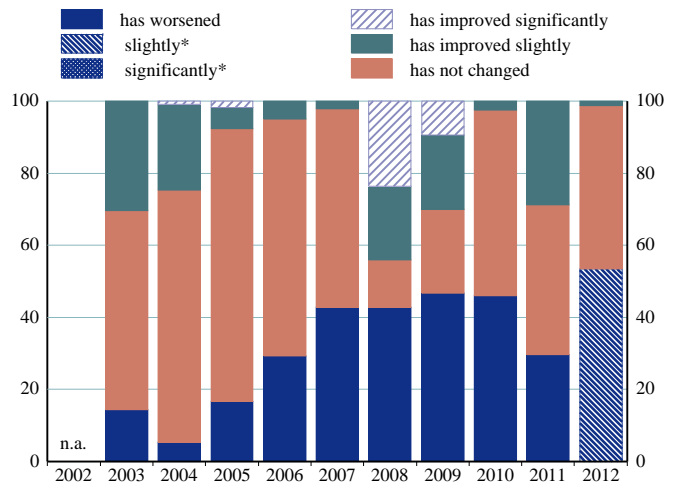 has worsened
slightly*
significantly*
has improved significantly
has improved slightly
has not changed
100 100
80 80
60 60
40 40
20 20
n.a.
0 0
2002 2003 2004 2005 2006 2007 2008 2009 2010 2011 2012